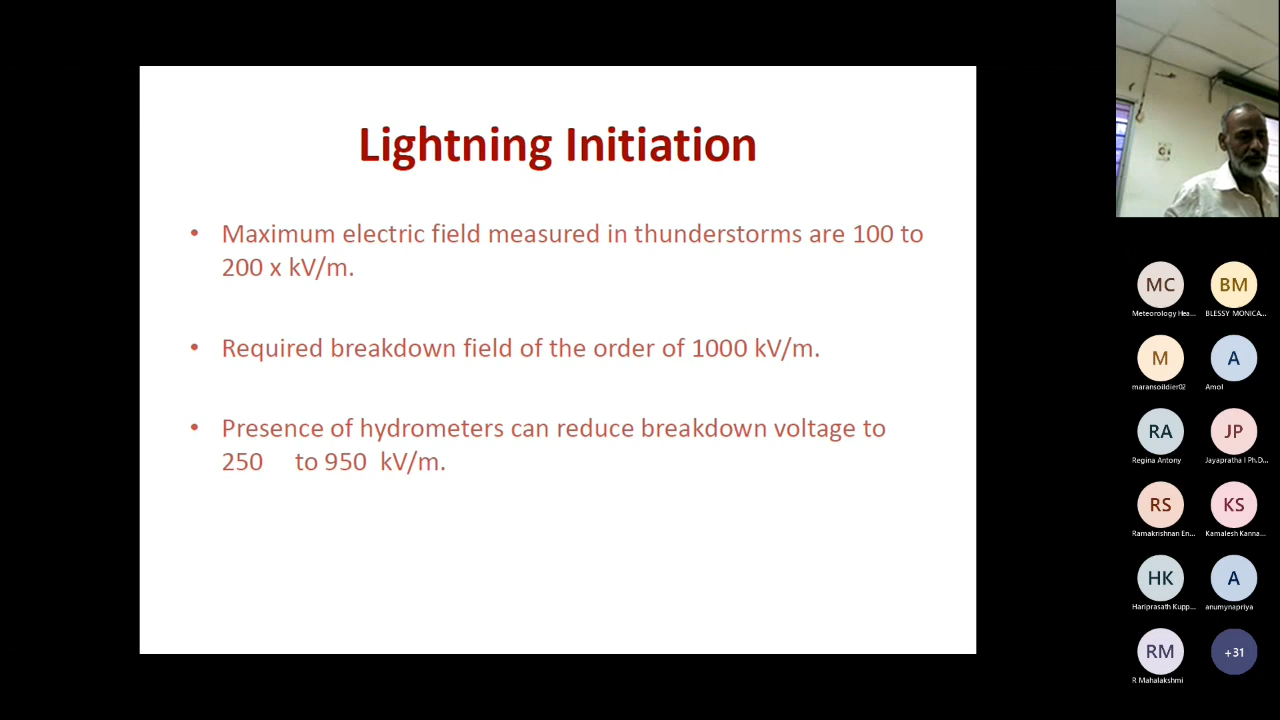 Lightning Initiation
• Maximum electric field measured in thunderstorms are 100 to
200 x kV/m.
• Required breakdown field of the order of 1000 kV/m.
• Presence of hydrometers can reduce breakdown voltage to
250 to 950 kV/m.
MC
BM
Meteorology Hea...
BLESSY MONICA...
M
A
maransoildier02
Amol
RA
JP
Regina Antony
Jayapratha I Ph.D...
RS
KS
Ramakrishnan En...
Kamalesh Kanna...
HK
A
Hariprasath Kupp...
anumynapriya
RM
+31
R Mahalakshmi